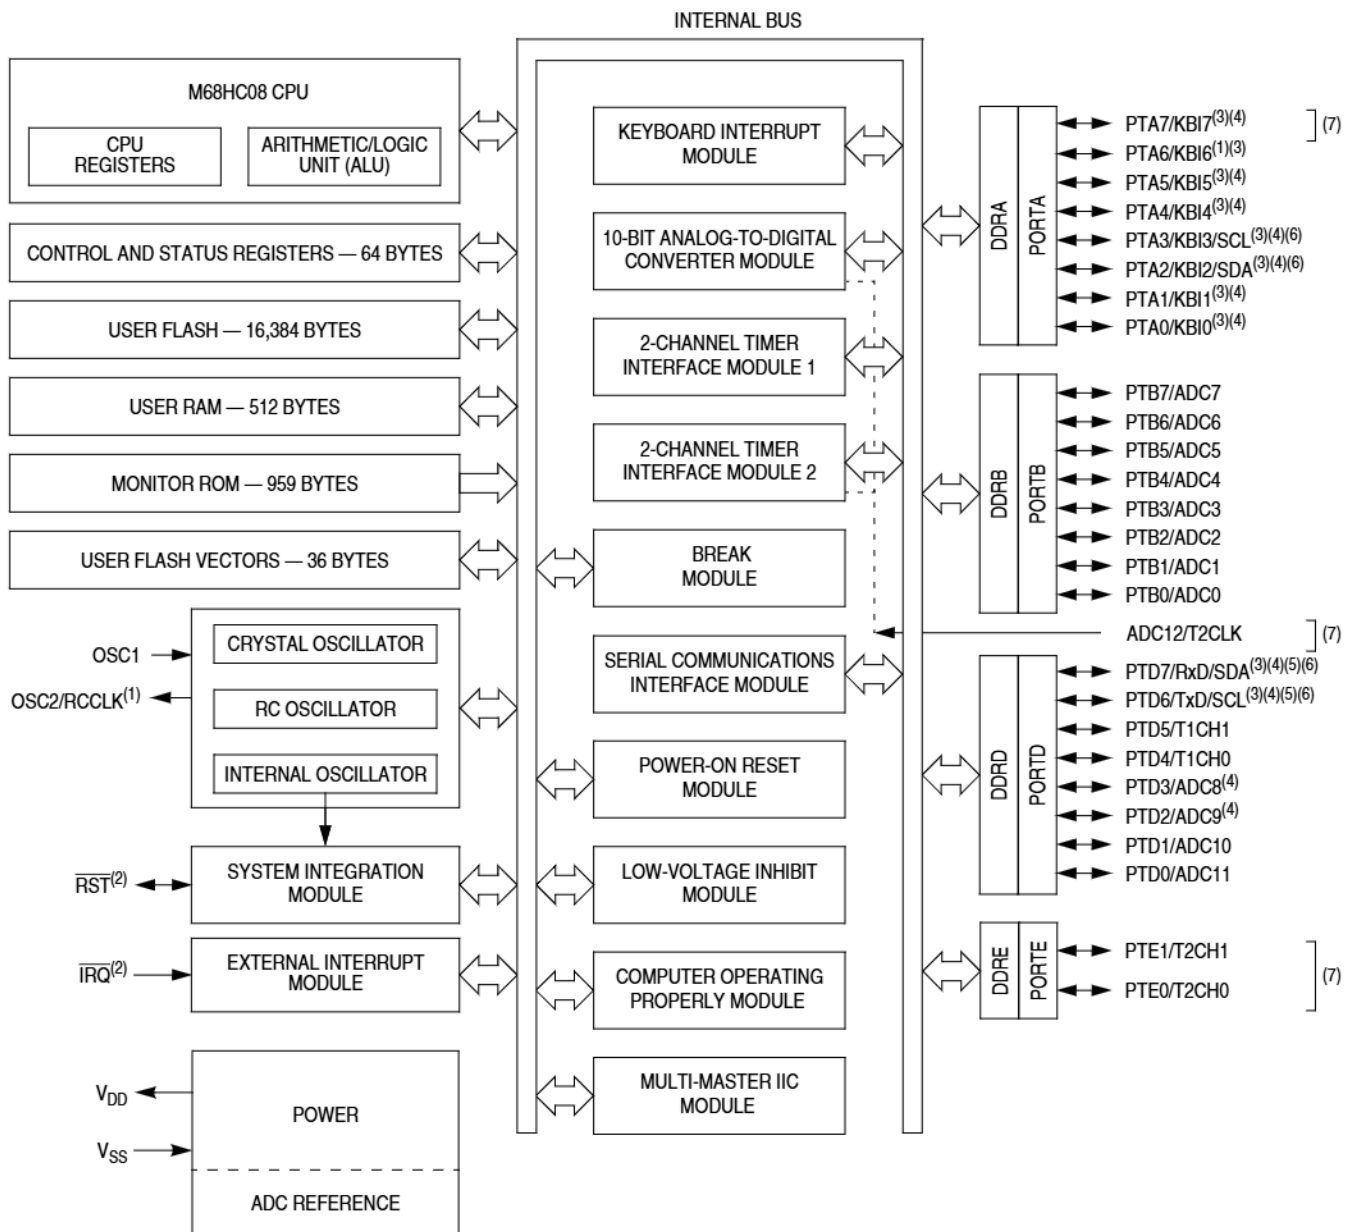 INTERNAL BUS
M68HC08 CPU
CPU
REGISTERS
ARITHMETIC/LOGIC
UNIT (ALU)
CONTROL AND STATUS REGISTERS — 64 BYTES
USER FLASH — 16,384 BYTES
USER RAM — 512 BYTES
MONITOR ROM — 959 BYTES
USER FLASH VECTORS — 36 BYTES
OSC1
OSC2/RCCLK(1)
CRYSTAL OSCILLATOR
RC OSCILLATOR
INTERNAL OSCILLATOR
RST(2)
SYSTEM INTEGRATION
MODULE
IRQ(2)
EXTERNAL INTERRUPT
MODULE
VDD
VSS
POWER
ADC REFERENCE
KEYBOARD INTERRUPT
MODULE
10-BIT ANALOG-TO-DIGITAL
CONVERTER MODULE
2-CHANNEL TIMER
INTERFACE MODULE 1
2-CHANNEL TIMER
INTERFACE MODULE 2
BREAK
MODULE
SERIAL COMMUNICATIONS
INTERFACE MODULE
POWER-ON RESET
MODULE
LOW-VOLTAGE INHIBIT
MODULE
COMPUTER OPERATING
PROPERLY MODULE
MULTI-MASTER IIC
MODULE
DDRA
PORTA
PTA7/KBI7(3)(4)
(7)
PTA6/KBI6(1)(3)
PTA5/KBI5(3)(4)
PTA4/KBI4(3)(4)
PTA3/KBI3/SCL(3)(4)(6)
PTA2/KBI2/SDA(3)(4)(6)
PTA1/KBI1(3)(4)
PTA0/KBI0(3)(4)
DDRB
PORTB
PTB7/ADC7
PTB6/ADC6
PTB5/ADC5
PTB4/ADC4
PTB3/ADC3
PTB2/ADC2
PTB1/ADC1
PTB0/ADC0
ADC12/T2CLK
(7)
DDRD
PORTD
PTD7/RxD/SDA(3)(4)(5)(6)
PTD6/TxD/SCL(3)(4)(5)(6)
PTD5/T1CH1
PTD4/T1CH0
PTD3/ADC8(4)
PTD2/ADC9(4)
PTD1/ADC10
PTD0/ADC11
DDRE
PORTE
PTE1/T2CH1
PTE0/T2CH0
(7)